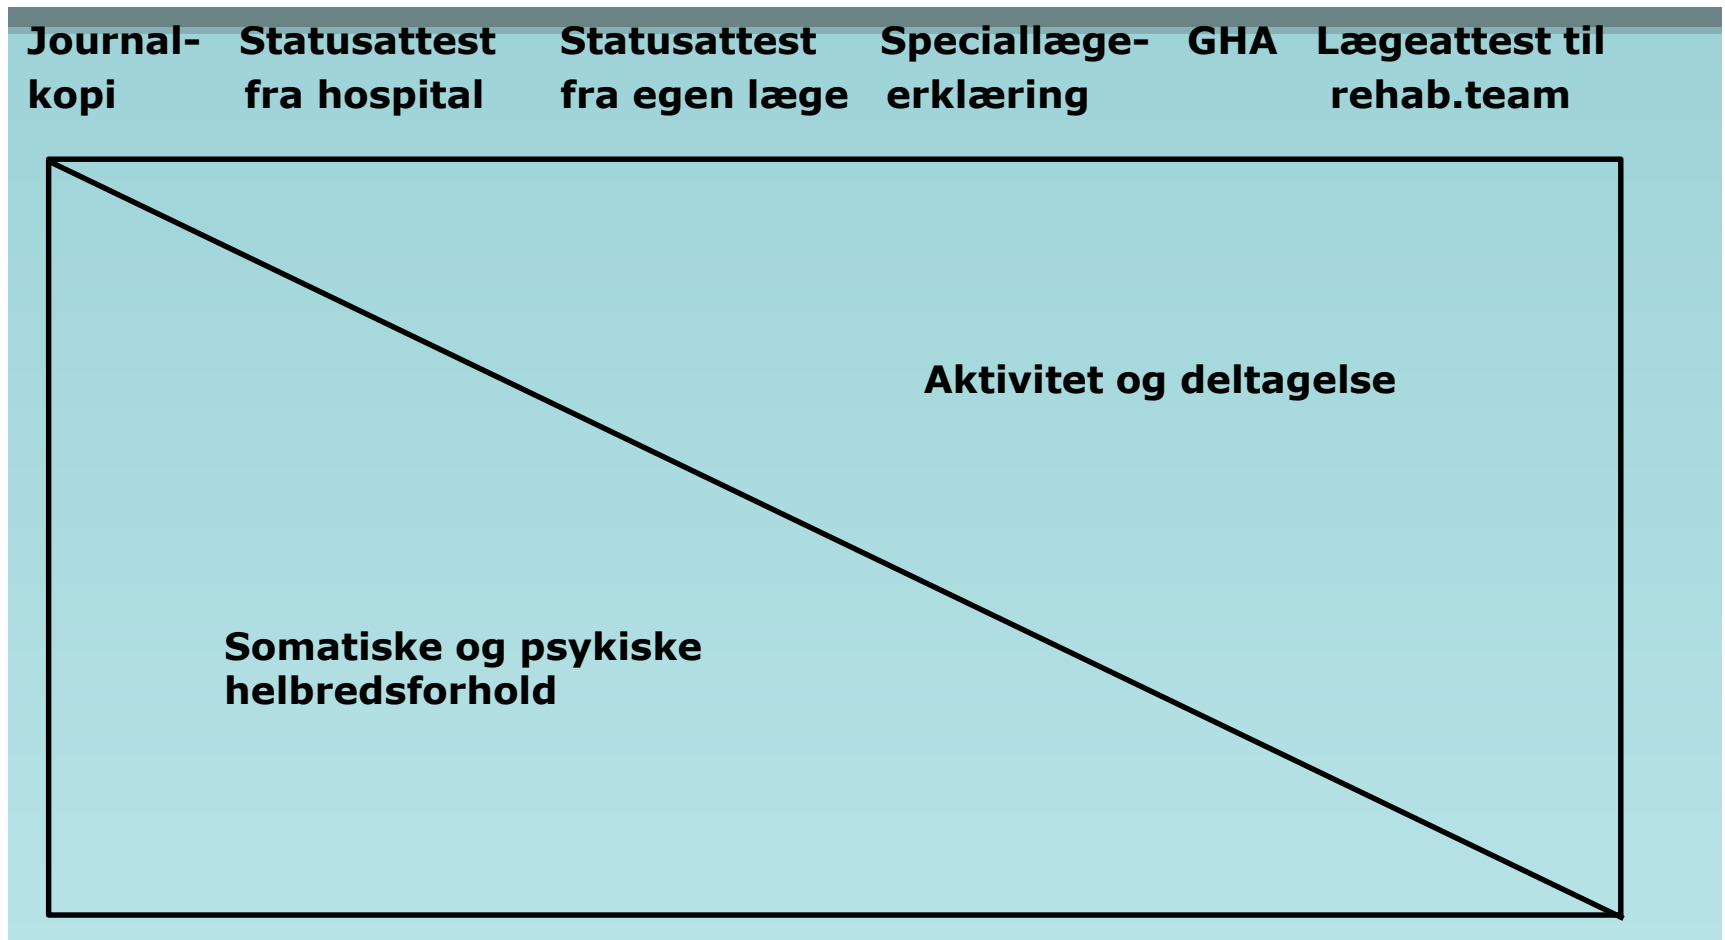 Journal- Statusattest Statusattest Speciallæge- GHA Lægeattest til
kopi fra hospital fra egen læge erklæring rehab.team
Aktivitet og deltagelse
Somatiske og psykiske
helbredsforhold